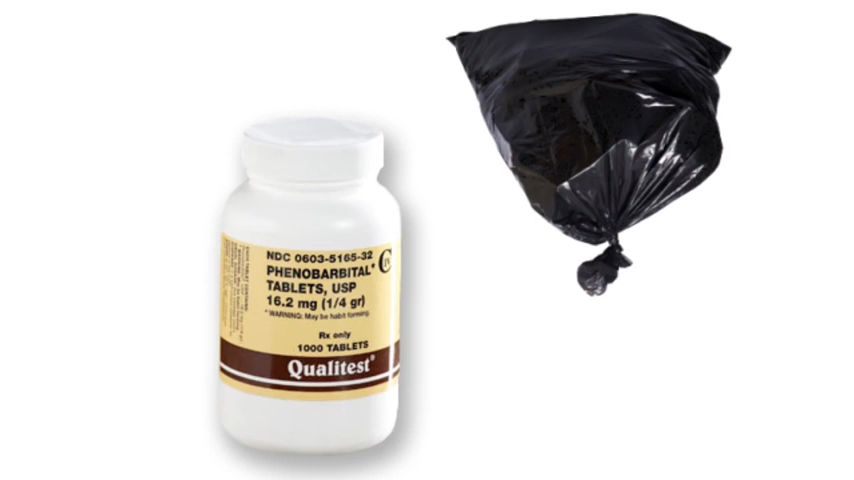 NDC 0603-5165-32
PHENOBARBITAL*
TABLETS, USP
16.2 mg (1/4 gr)
*WARNING: May be habit forming.
Rx only
1000 TABLETS
Qualitest®
CIV